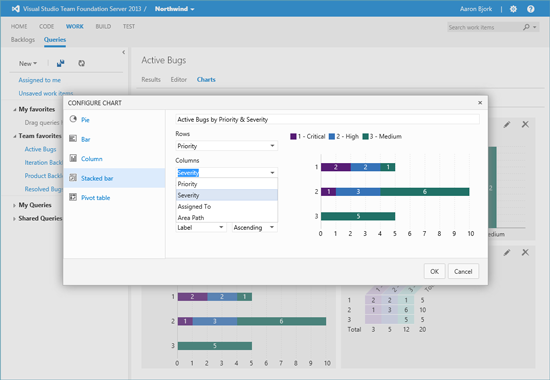 Visual Studio Team Foundation Server 2013 / Northwind
Aaron Bjork
HOME CODE WORK BUILD TEST
Search work items
Backlogs Queries
New
Assigned to me
Unsaved work items
My favorites
Drag queries
Team favorites
Active Bugs
Iteration Back
Product Back
Resolved Bugs
My Queries
Shared Queries
Active Bugs
Results Editor Charts
CONFIGURE CHART
Pie
Bar
Column
Stacked bar
Pivot table
Active Bugs by Priority & Severity
Rows
Priority
Columns
Severity
Priority
Severity
Assigned To
Area Path
Label Ascending
1 - Critical 2 - High 3 - Medium
1 2 2 1
2 1 3 6
3 5
0 1 2 3 4 5 6 7 8 9 10
OK Cancel
2
edium
1 2 2 1
2 1 3 6
3 5
0 1 2 3 4 5 6 7 8 9 10
1 2 2 1 5
2 1 3 6 10
3 5 5
Total 3 5 12 20